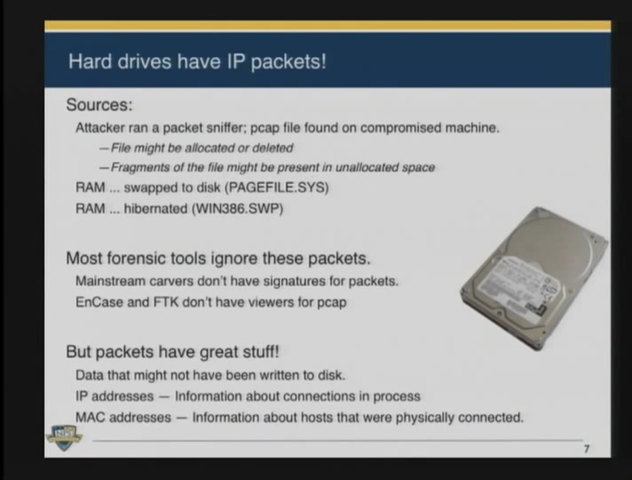 Hard drives have IP packets!
Sources:
Attacker ran a packet sniffer; pcap file found on compromised machine.
—File might be allocated or deleted
—Fragments of the file might be present in unallocated space
RAM ... swapped to disk (PAGEFILE.SYS)
RAM ... hibernated (WIN386.SWP)
Most forensic tools ignore these packets.
Mainstream carvers don't have signatures for packets.
EnCase and FTK don't have viewers for pcap
But packets have great stuff!
Data that might not have been written to disk.
IP addresses — Information about connections in process
MAC addresses — Information about hosts that were physically connected.
NPS
7